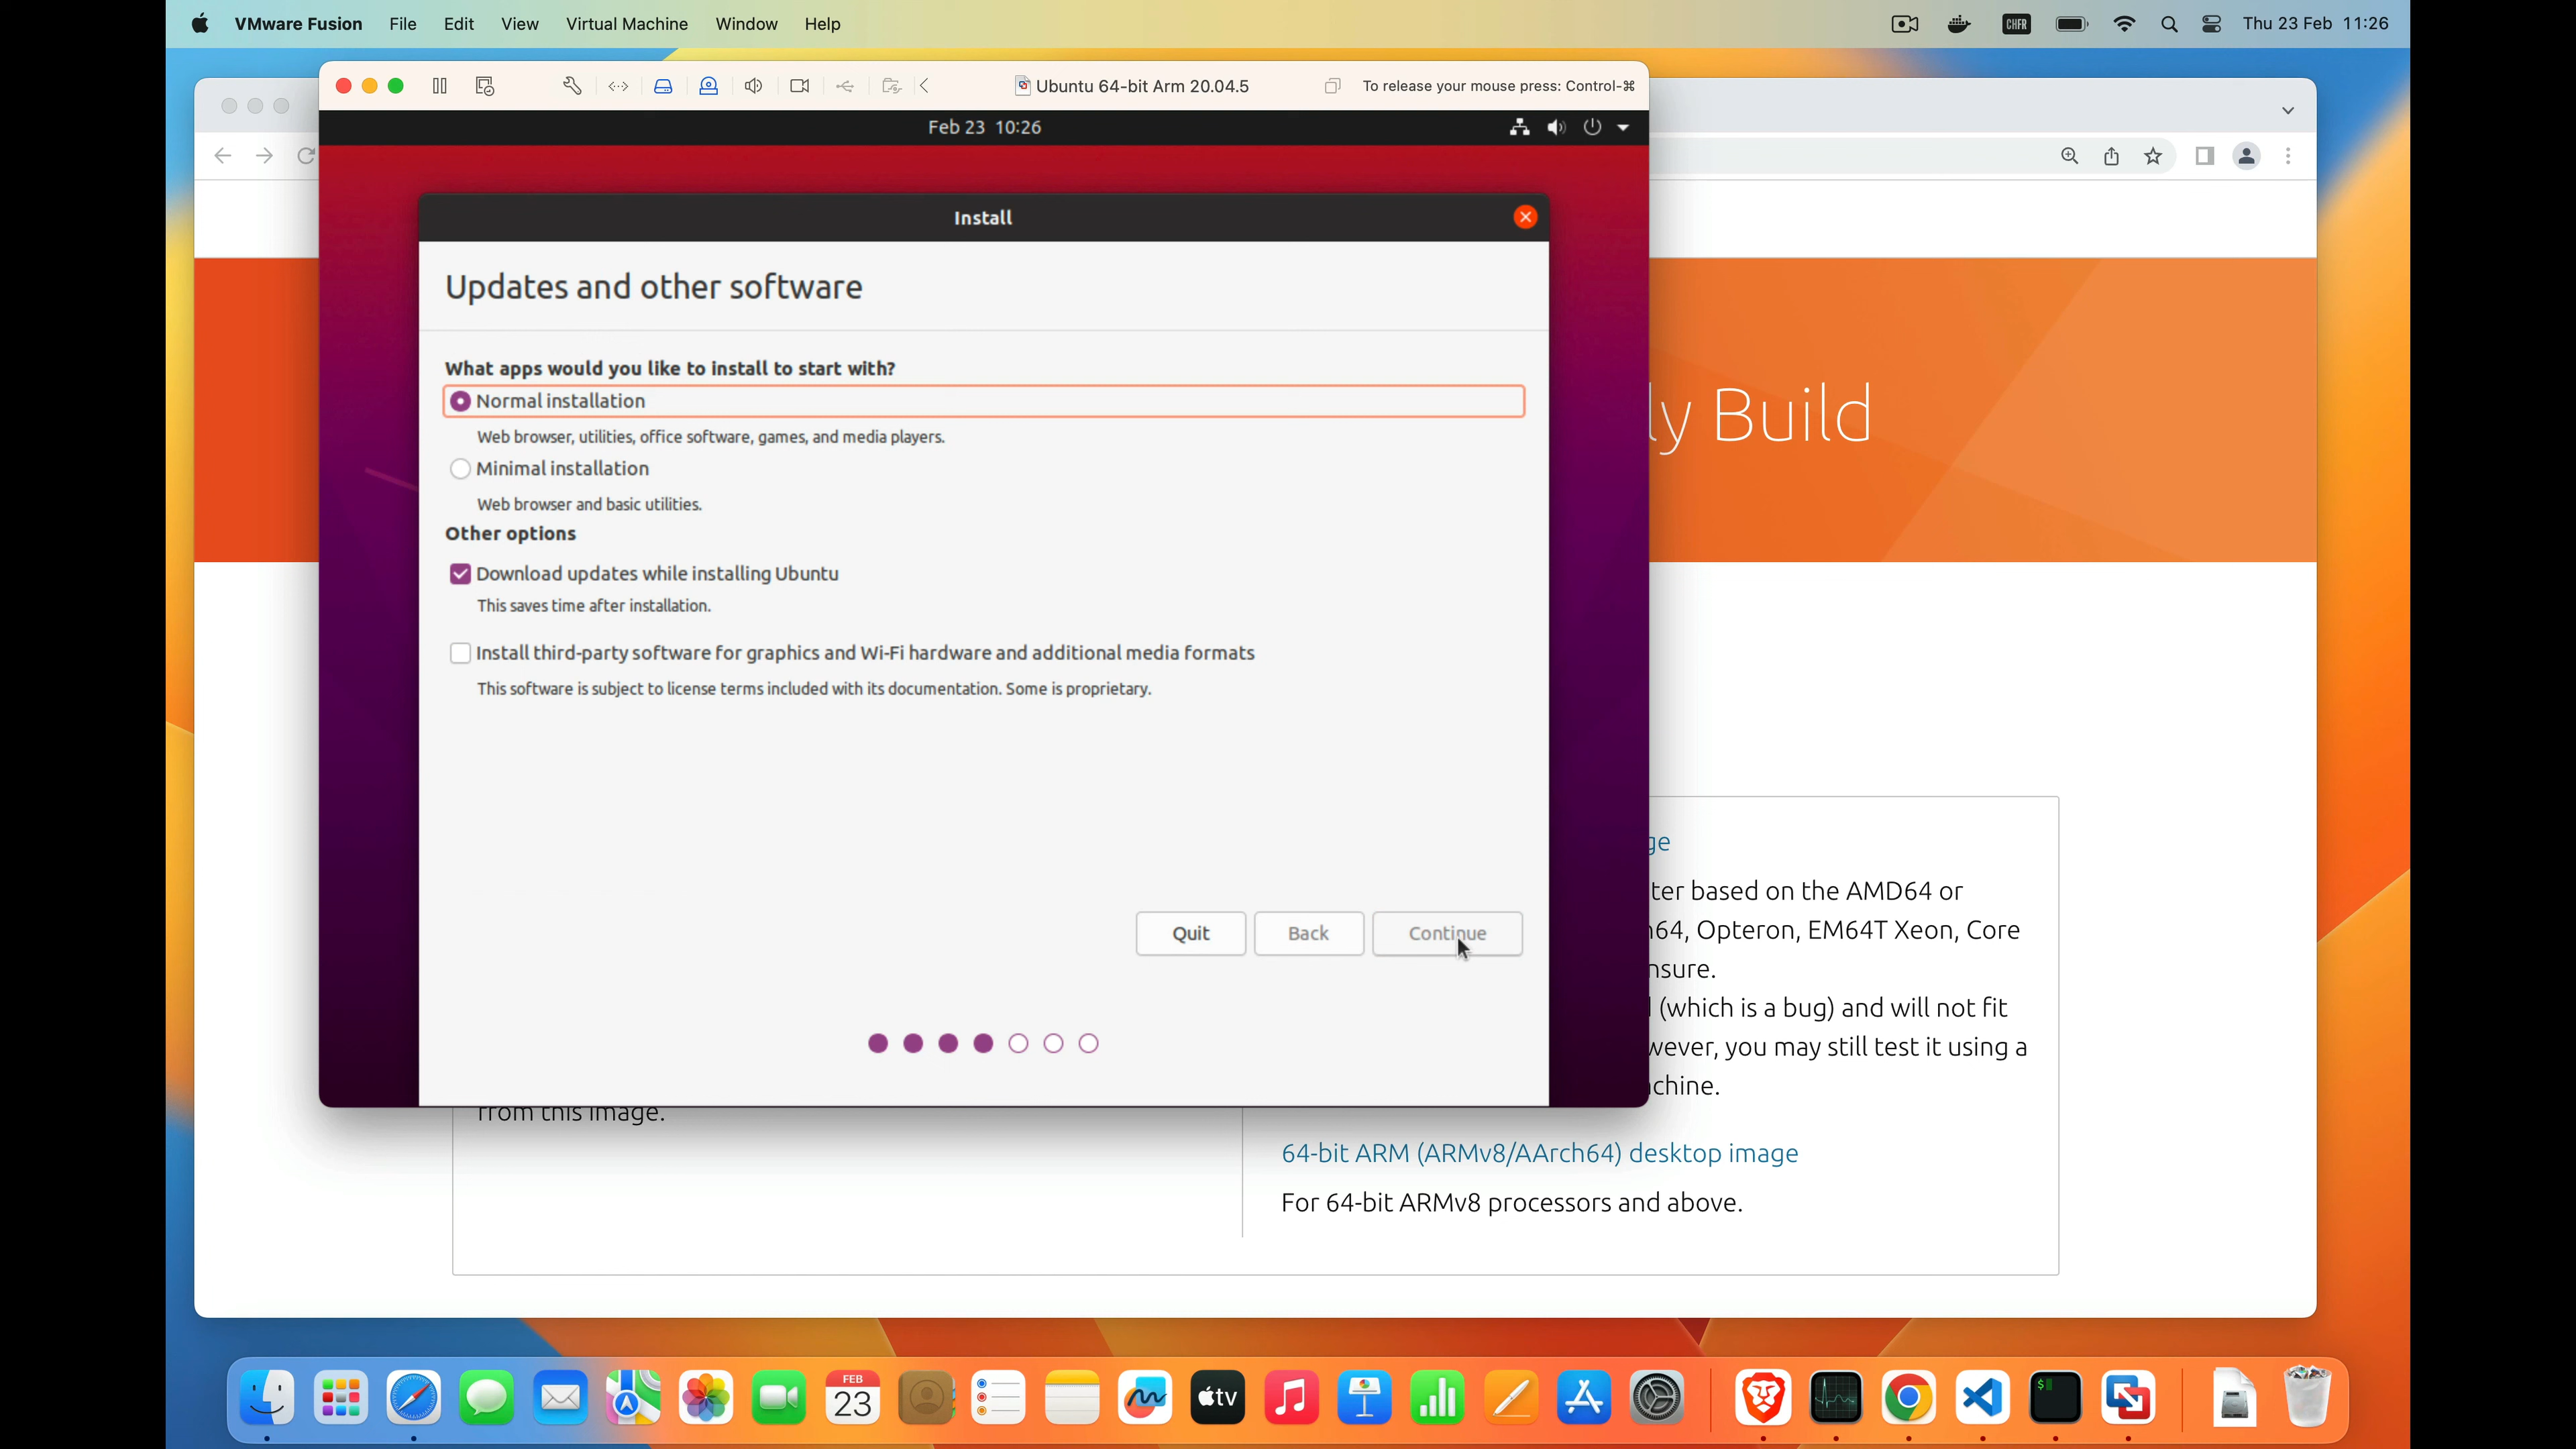 VMware Fusion File Edit View Virtual Machine Window Help CHFR Thu 23 Feb 11:26
Ubuntu 64-bit Arm 20.04.5 To release your mouse press: Control-⌘
Feb 23 10:26
Install
Updates and other software
What apps would you like to install to start with?
Normal installation
Web browser, utilities, office software, games, and media players.
Minimal installation
Web browser and basic utilities.
Other options
Download updates while installing Ubuntu
This saves time after installation.
Install third-party software for graphics and Wi-Fi hardware and additional media formats
This software is subject to license terms included with its documentation. Some is proprietary.
Quit Back Continue
ly Build
ge
ter based on the AMD64 or
64, Opteron, EM64T Xeon, Core
nsure.
(which is a bug) and will not fit
wever, you may still test it using a
chine.
from this image.
64-bit ARM (ARMv8/AArch64) desktop image
For 64-bit ARMv8 processors and above.
FEB
23
tv
$